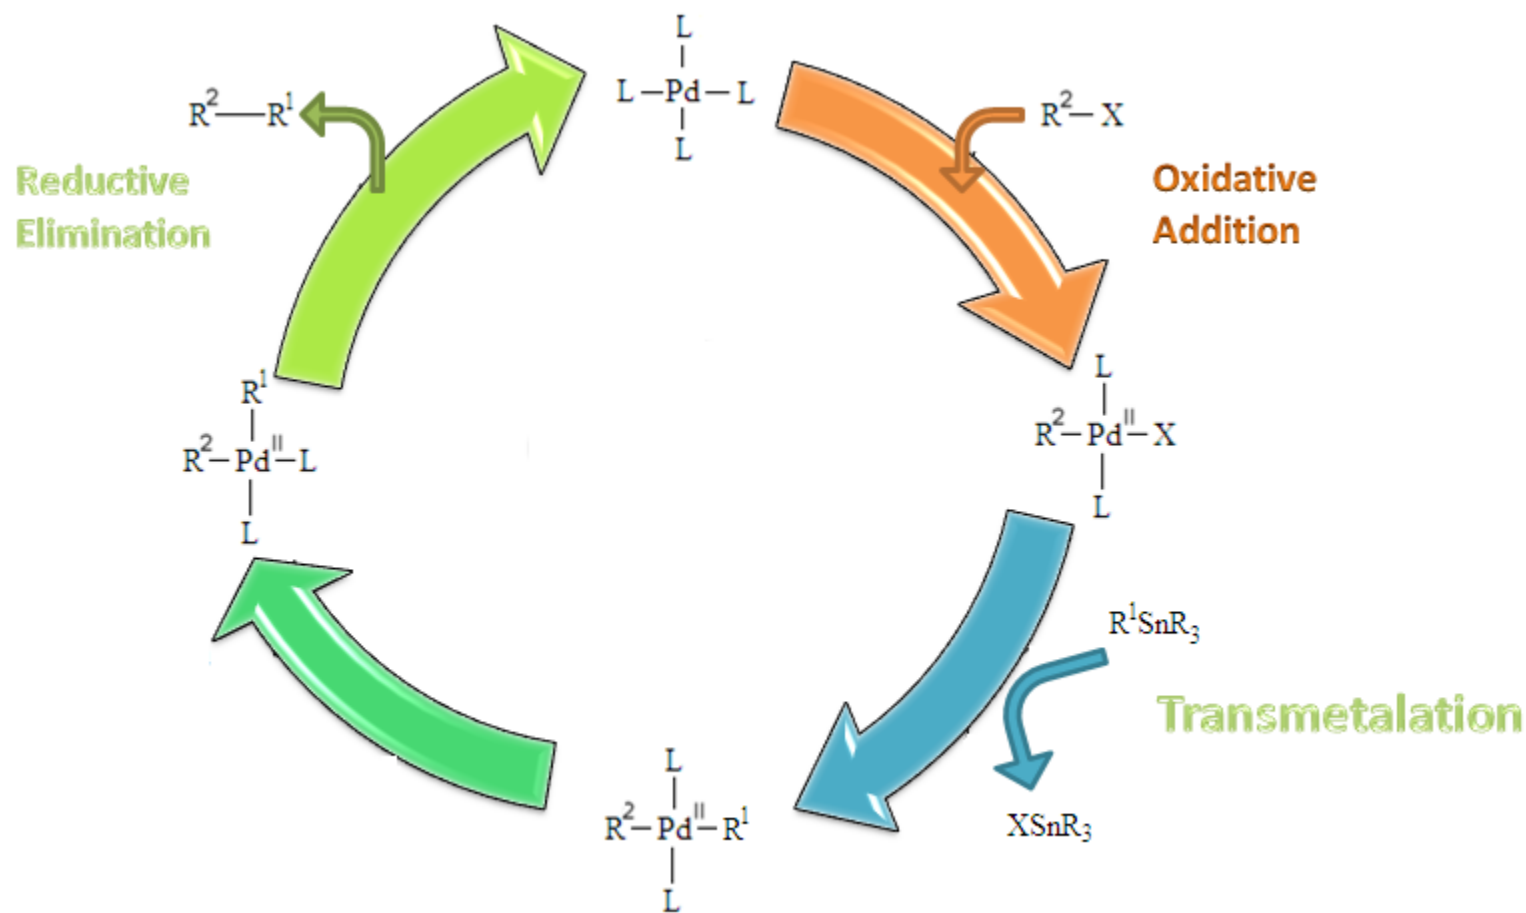 L
L–Pd–L
L
L
R²–X
Oxidative
Addition
L
R²–Pdᴵᴵ–X
L
R¹SnR₃
Transmetalation
XSnR₃
L
R²–Pdᴵᴵ–R¹
L
R¹
R²–Pdᴵᴵ–L
L
Reductive
Elimination
R²—R¹